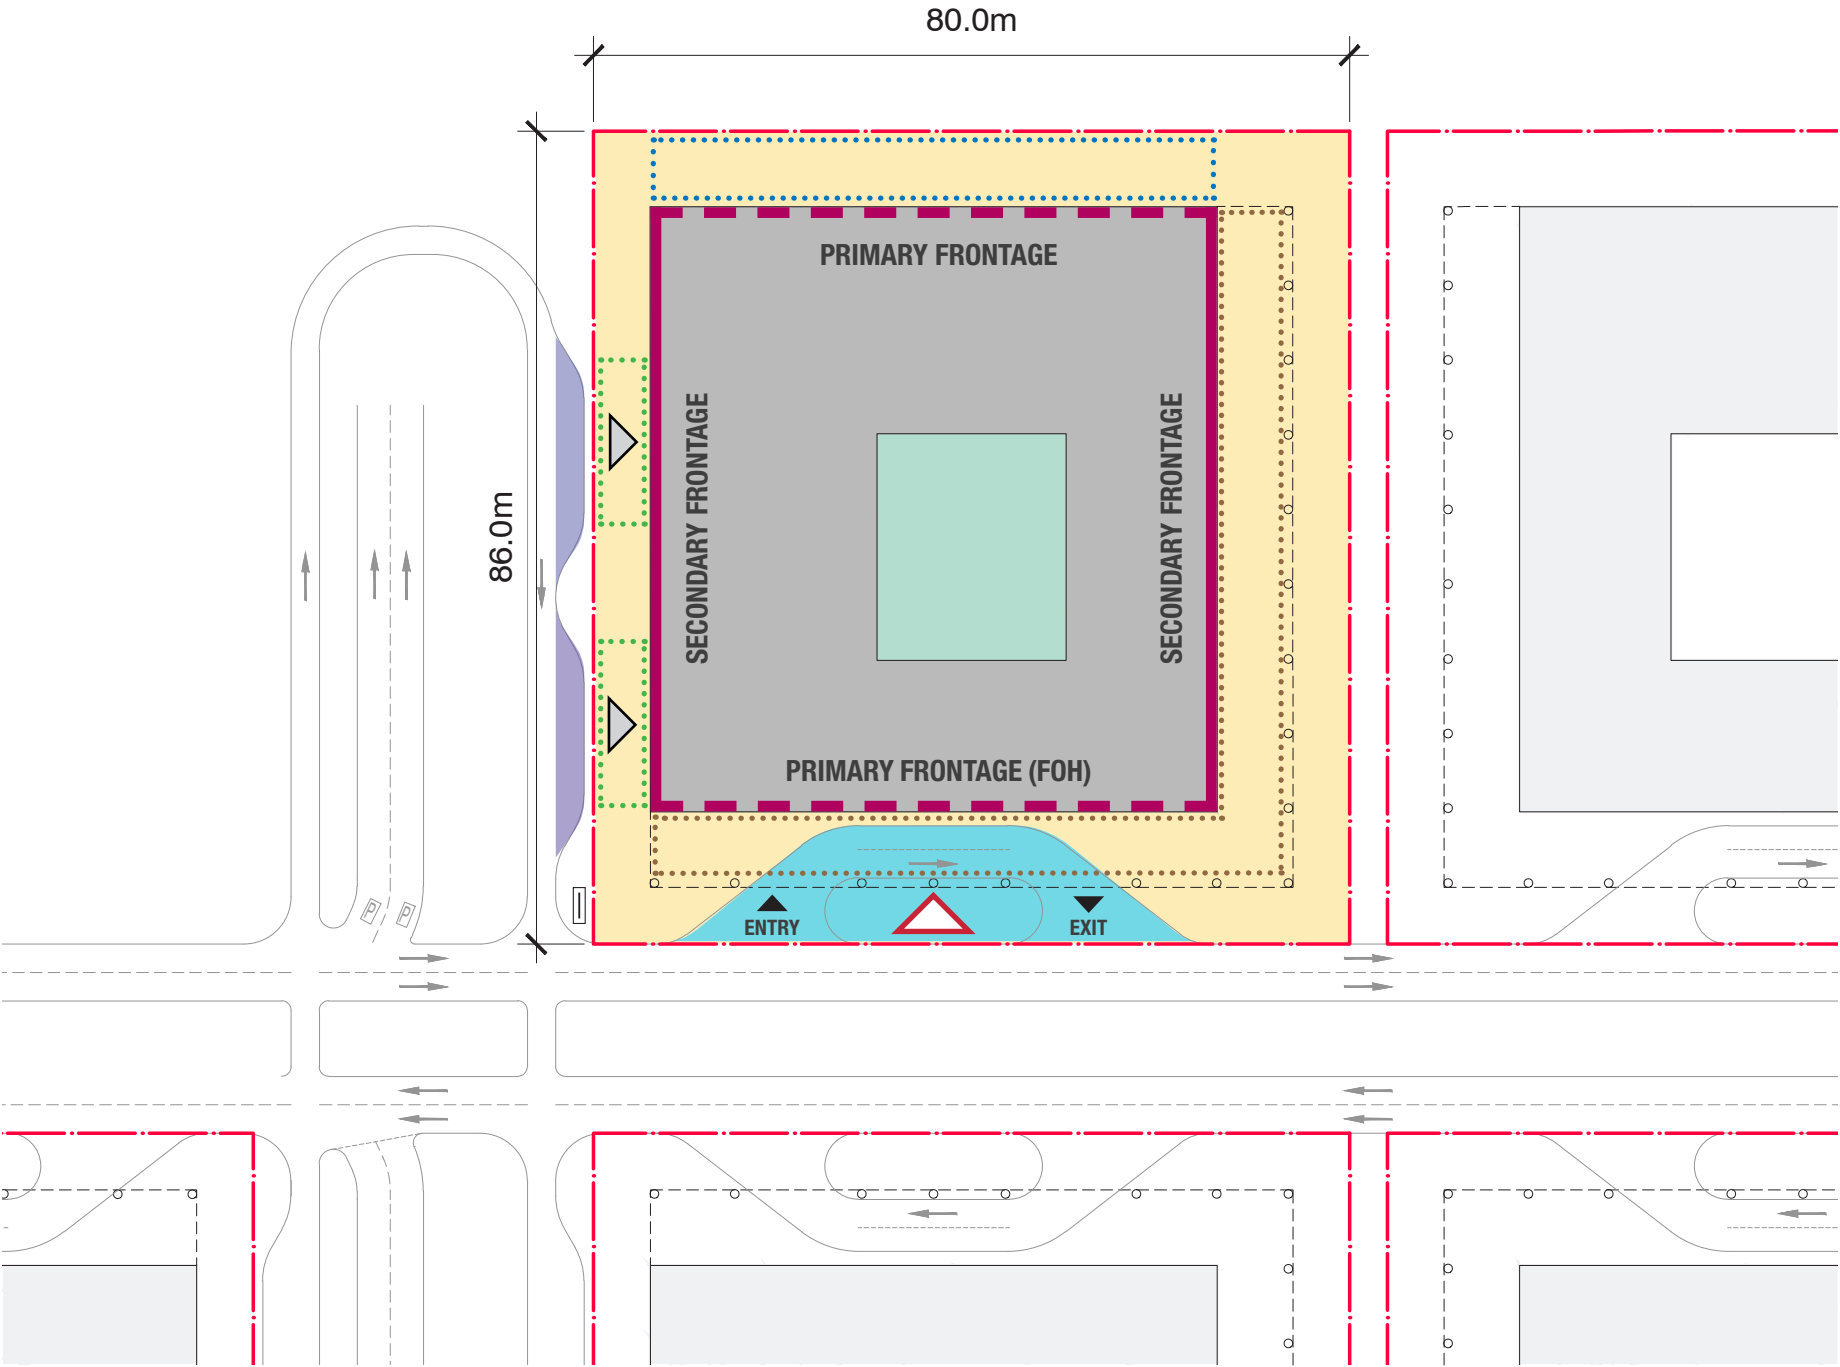 80.0m
PRIMARY FRONTAGE
SECONDARY FRONTAGE
SECONDARY FRONTAGE
86.0m
PRIMARY FRONTAGE (FOH)
P
P
ENTRY
EXIT